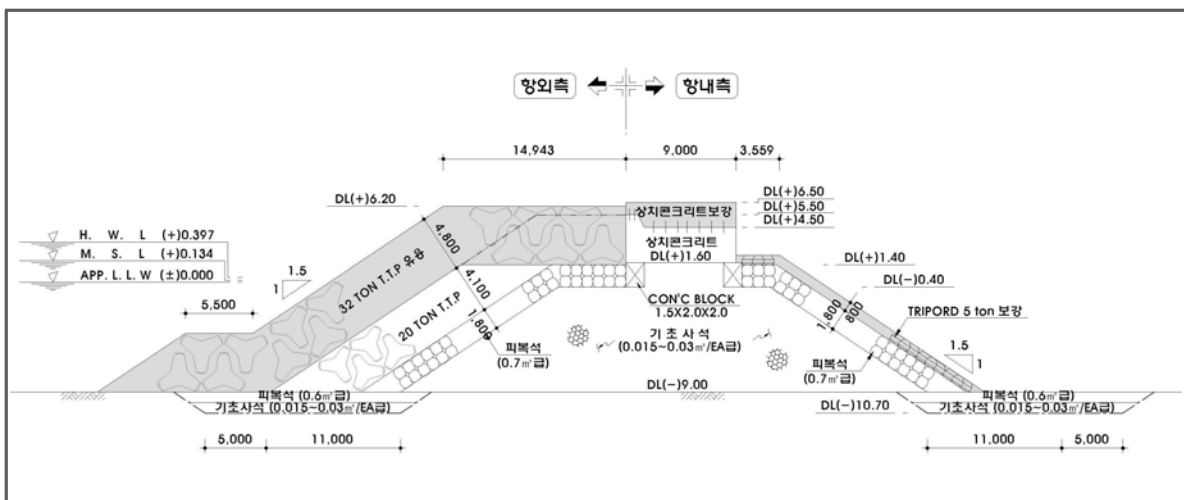 항외측
항내측
14,943
9,000
3,559
DL(+)6.20
DL(+)6.50
DL(+)5.50
DL(+)4.50
상치콘크리트보강
상치콘크리트
DL(+)1.60
H. W. L (+)0.397
M. S. L (+)0.134
APP. L. L. W (±)0.000
1.5
1
5,500
4,800
32 TON T.T.P 유용
4,100
20 TON T.T.P
1,800
피복석
(0.7㎥급)
CON'C BLOCK
1.5X2.0X2.0
기초사석
(0.015~0.03㎥/EA급)
DL(+)1.40
DL(-)0.40
1,800
800
TRIPORD 5 ton 보강
1.5
1
피복석
(0.7㎥급)
DL(-)9.00
DL(-)10.70
피복석 (0.6㎥급)
기초사석 (0.015~0.03㎥/EA급)
피복석 (0.6㎥급)
기초사석 (0.015~0.03㎥/EA급)
5,000
11,000
11,000
5,000